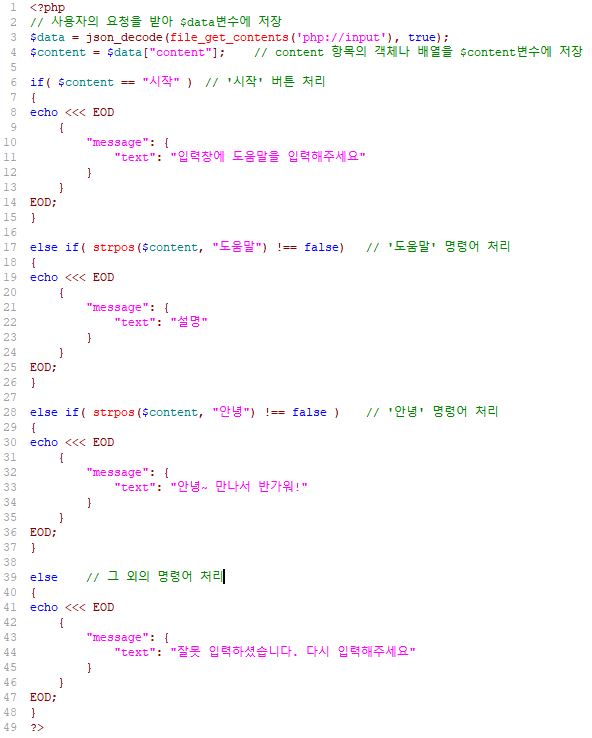 1 <?php
2 // 사용자의 요청을 받아 $data변수에 저장
3 $data = json_decode(file_get_contents('php://input'), true);
4 $content = $data["content"];    // content 항목의 객체나 배열을 $content변수에 저장
5
6 if( $content == "시작" )  // '시작' 버튼 처리
7 {
8 echo <<< EOD
9     {
10         "message": {
11             "text": "입력창에 도움말을 입력해주세요"
12         }
13     }
14 EOD;
15 }
16
17 else if( strpos($content, "도움말") !== false)   // '도움말' 명령어 처리
18 {
19 echo <<< EOD
20     {
21         "message": {
22             "text": "설명"
23         }
24     }
25 EOD;
26 }
27
28 else if( strpos($content, "안녕") !== false )    // '안녕' 명령어 처리
29 {
30 echo <<< EOD
31     {
32         "message": {
33             "text": "안녕~ 만나서 반가워!"
34         }
35     }
36 EOD;
37 }
38
39 else    // 그 외의 명령어 처리
40 {
41 echo <<< EOD
42     {
43         "message": {
44             "text": "잘못 입력하셨습니다. 다시 입력해주세요"
45         }
46     }
47 EOD;
48 }
49 ?>